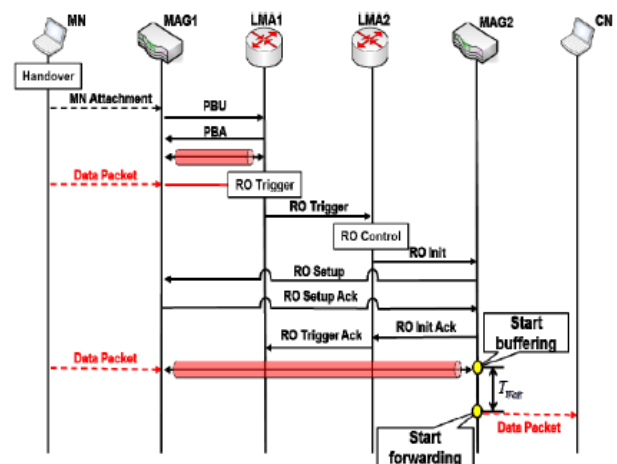 MN
MAG1
LMA1
LMA2
MAG2
CN
Handover
MN Attachment
PBU
PBA
Data Packet
RO Trigger
RO Trigger
RO Control
RO Init
RO Setup
RO Setup Ack
RO Trigger Ack
RO Init Ack
Start
buffering
Data Packet
T_Wait
Data Packet
Start
forwarding